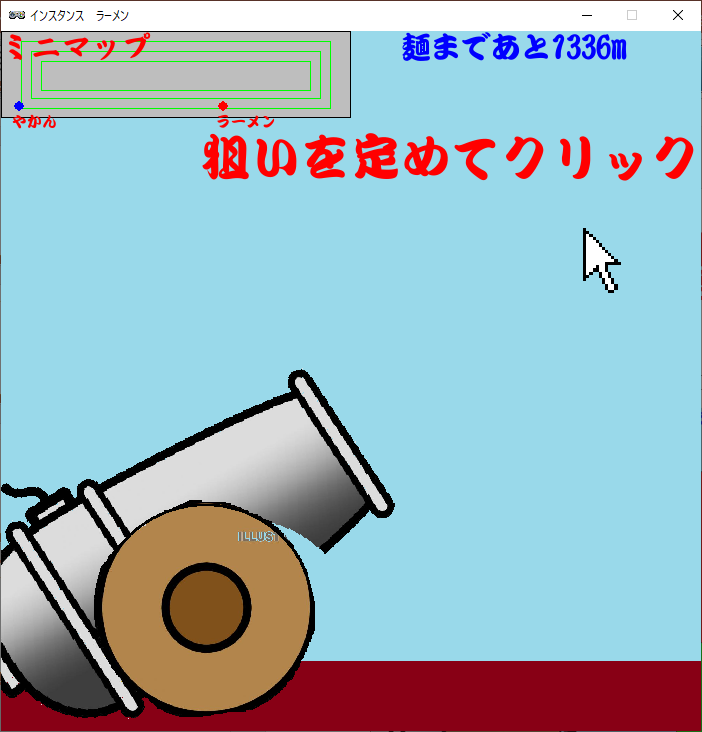 インスタンス ラーメン
ミニマップ
麺まであと1336m
やかん
ラーメン
狙いを定めてクリック
ILLUST